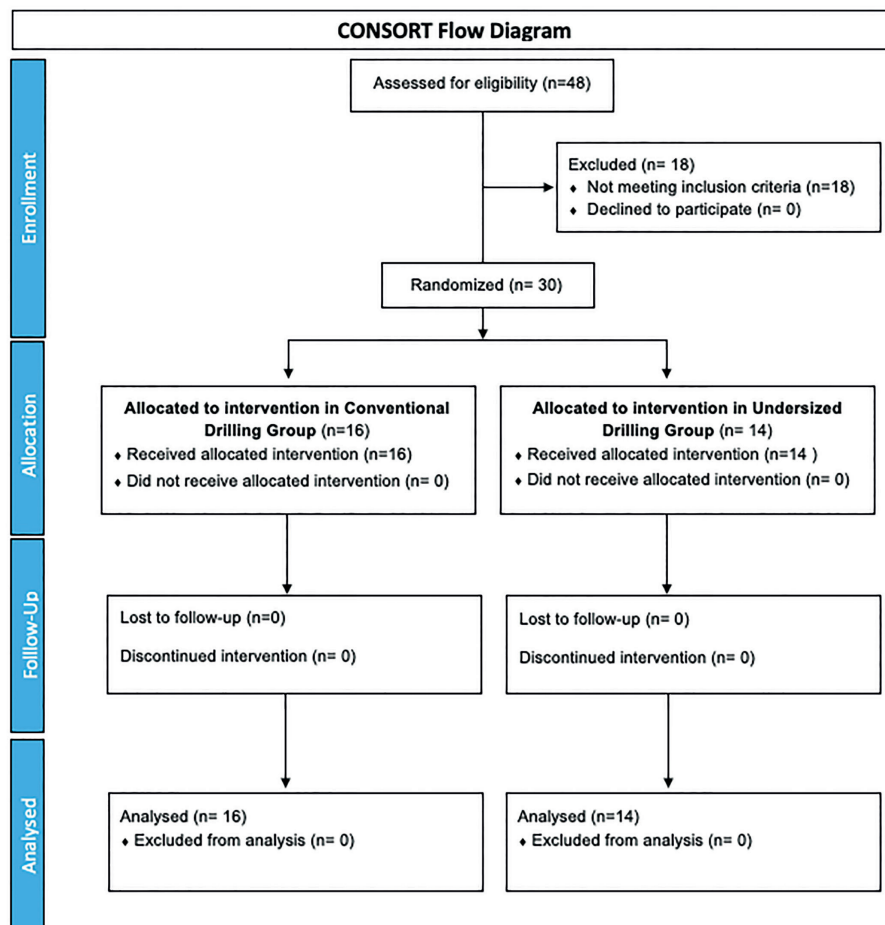 CONSORT Flow Diagram
Enrollment
Assessed for eligibility (n=48)
Excluded (n= 18)
♦ Not meeting inclusion criteria (n=18)
♦ Declined to participate (n= 0)
Randomized (n= 30)
Allocation
Allocated to intervention in Conventional
Drilling Group (n=16)
♦ Received allocated intervention (n=16)
♦ Did not receive allocated intervention (n= 0)
Allocated to intervention in Undersized
Drilling Group (n= 14)
♦ Received allocated intervention (n=14 )
♦ Did not receive allocated intervention (n= 0)
Folllow-Up
Lost to follow-up (n=0)
Discontinued intervention (n= 0)
Lost to follow-up (n= 0)
Discontinued intervention (n= 0)
Analysed
Analysed (n= 16)
♦ Excluded from analysis (n= 0)
Analysed (n=14)
♦ Excluded from analysis (n= 0)